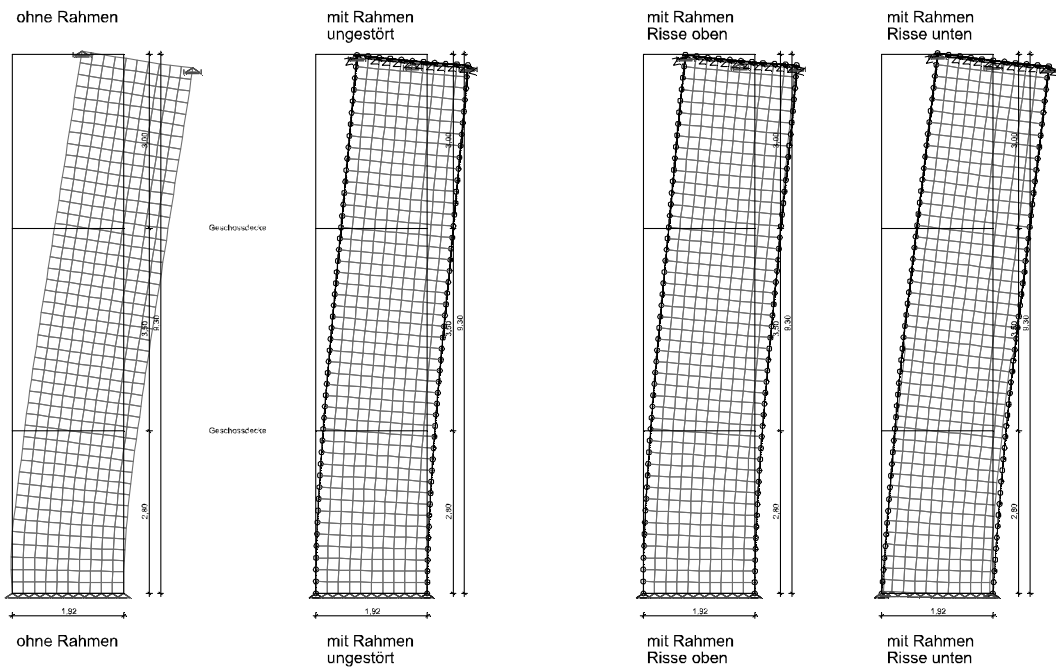 ohne Rahmen
mit Rahmen
ungestört
mit Rahmen
Risse oben
mit Rahmen
Risse unten
3,00
3,00
3,00
3,00
Geschossdecke
3,50
9,30
3,50
9,30
3,50
9,30
3,50
9,30
Geschossdecke
2,80
2,80
2,80
2,80
1,92
1,92
1,92
1,92
ohne Rahmen
mit Rahmen
ungestört
mit Rahmen
Risse oben
mit Rahmen
Risse unten